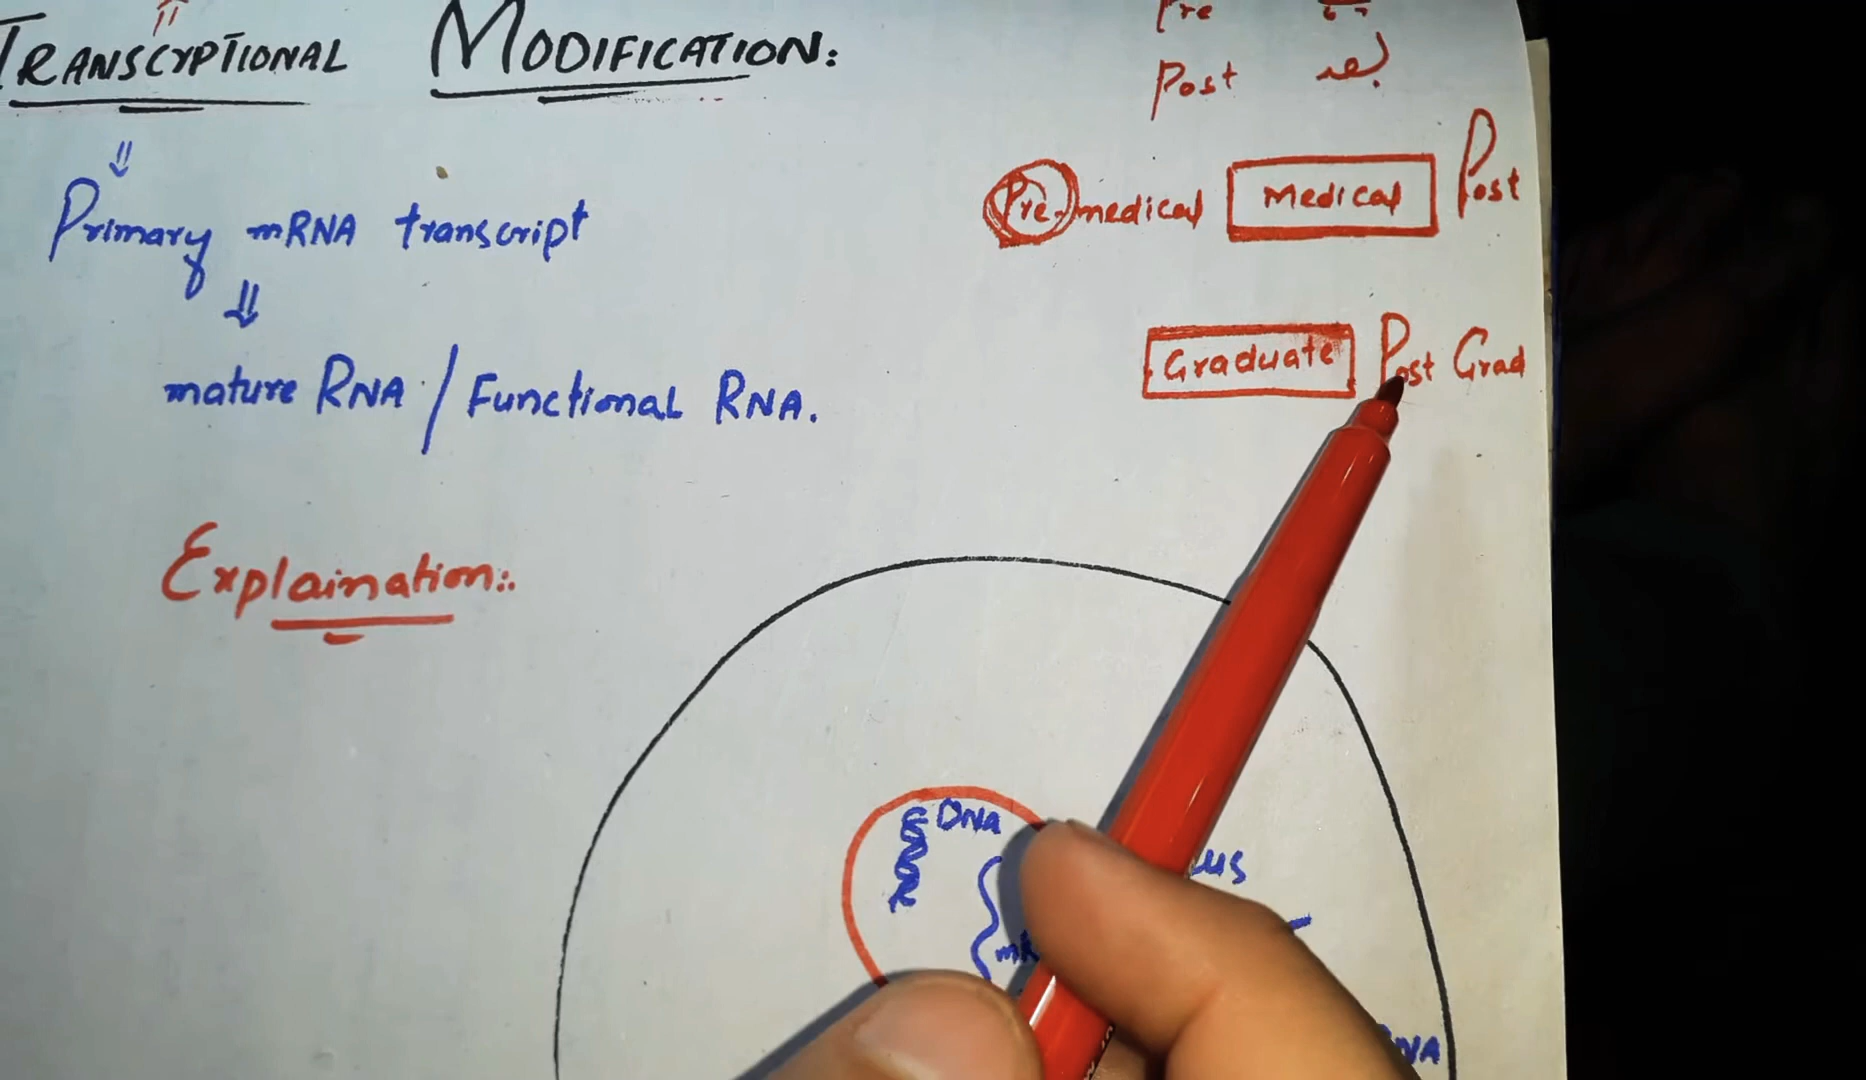 TRANSCYPTIONAL MODIFICATION:
Pre
Post بعد
Primary mRNA transcript
Pre-medical Medical Post
mature RNA / Functional RNA.
Graduate Post Grad
Explaination:.
DNA